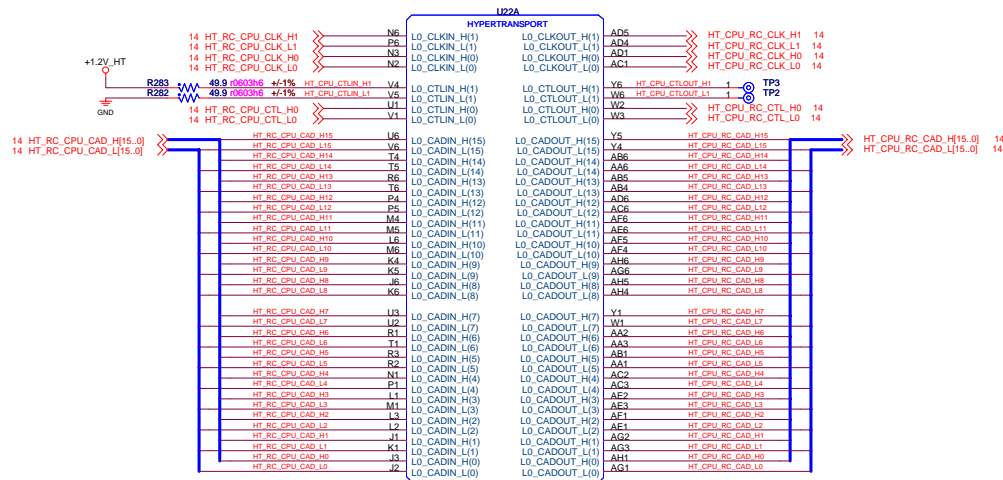 U22A
HYPERTRANSPORT
14 HT_RC_CPU_CLK_H1 N6 L0_CLKIN_H(1) L0_CLKOUT_H(1) AD5 HT_CPU_RC_CLK_H1 14
14 HT_RC_CPU_CLK_L1 P6 L0_CLKIN_L(1) L0_CLKOUT_L(1) AD4 HT_CPU_RC_CLK_L1 14
14 HT_RC_CPU_CLK_H0 N3 L0_CLKIN_H(0) L0_CLKOUT_H(0) AD1 HT_CPU_RC_CLK_H0 14
14 HT_RC_CPU_CLK_L0 N2 L0_CLKIN_L(0) L0_CLKOUT_L(0) AC1 HT_CPU_RC_CLK_L0 14
+1.2V_HT
R283 49.9 r0603h6 +/-1% HT_CPU_CTLIN_H1 V4 L0_CTLIN_H(1) L0_CTLOUT_H(1) Y6 HT_CPU_CTLOUT_H1 1 TP3
R282 49.9 r0603h6 +/-1% HT_CPU_CTLIN_L1 V5 L0_CTLIN_L(1) L0_CTLOUT_L(1) W6 HT_CPU_CTLOUT_L1 1 TP2
14 HT_RC_CPU_CTL_H0 U1 L0_CTLIN_H(0) L0_CTLOUT_H(0) W2 HT_CPU_RC_CTL_H0 14
GND
14 HT_RC_CPU_CTL_L0 V1 L0_CTLIN_L(0) L0_CTLOUT_L(0) W3 HT_CPU_RC_CTL_L0 14
14 HT_RC_CPU_CAD_H[15..0] HT_RC_CPU_CAD_H15 U6 L0_CADIN_H(15) L0_CADOUT_H(15) Y5 HT_CPU_RC_CAD_H15 HT_CPU_RC_CAD_H[15..0] 14
14 HT_RC_CPU_CAD_L[15..0] HT_RC_CPU_CAD_L15 V6 L0_CADIN_L(15) L0_CADOUT_L(15) Y4 HT_CPU_RC_CAD_L15 HT_CPU_RC_CAD_L[15..0] 14
HT_RC_CPU_CAD_H14 T4 L0_CADIN_H(14) L0_CADOUT_H(14) AB6 HT_CPU_RC_CAD_H14
HT_RC_CPU_CAD_L14 T5 L0_CADIN_L(14) L0_CADOUT_L(14) AA6 HT_CPU_RC_CAD_L14
HT_RC_CPU_CAD_H13 R6 L0_CADIN_H(13) L0_CADOUT_H(13) AB5 HT_CPU_RC_CAD_H13
HT_RC_CPU_CAD_L13 T6 L0_CADIN_L(13) L0_CADOUT_L(13) AB4 HT_CPU_RC_CAD_L13
HT_RC_CPU_CAD_H12 P4 L0_CADIN_H(12) L0_CADOUT_H(12) AD6 HT_CPU_RC_CAD_H12
HT_RC_CPU_CAD_L12 P5 L0_CADIN_L(12) L0_CADOUT_L(12) AC6 HT_CPU_RC_CAD_L12
HT_RC_CPU_CAD_H11 M4 L0_CADIN_H(11) L0_CADOUT_H(11) AF6 HT_CPU_RC_CAD_H11
HT_RC_CPU_CAD_L11 M5 L0_CADIN_L(11) L0_CADOUT_L(11) AE6 HT_CPU_RC_CAD_L11
HT_RC_CPU_CAD_H10 L6 L0_CADIN_H(10) L0_CADOUT_H(10) AF5 HT_CPU_RC_CAD_H10
HT_RC_CPU_CAD_L10 M6 L0_CADIN_L(10) L0_CADOUT_L(10) AF4 HT_CPU_RC_CAD_L10
HT_RC_CPU_CAD_H9 K4 L0_CADIN_H(9) L0_CADOUT_H(9) AH6 HT_CPU_RC_CAD_H9
HT_RC_CPU_CAD_L9 K5 L0_CADIN_L(9) L0_CADOUT_L(9) AG6 HT_CPU_RC_CAD_L9
HT_RC_CPU_CAD_H8 J6 L0_CADIN_H(8) L0_CADOUT_H(8) AH5 HT_CPU_RC_CAD_H8
HT_RC_CPU_CAD_L8 K6 L0_CADIN_L(8) L0_CADOUT_L(8) AH4 HT_CPU_RC_CAD_L8
HT_RC_CPU_CAD_H7 U3 L0_CADIN_H(7) L0_CADOUT_H(7) Y1 HT_CPU_RC_CAD_H7
HT_RC_CPU_CAD_L7 U2 L0_CADIN_L(7) L0_CADOUT_L(7) W1 HT_CPU_RC_CAD_L7
HT_RC_CPU_CAD_H6 R1 L0_CADIN_H(6) L0_CADOUT_H(6) AA2 HT_CPU_RC_CAD_H6
HT_RC_CPU_CAD_L6 T1 L0_CADIN_L(6) L0_CADOUT_L(6) AA3 HT_CPU_RC_CAD_L6
HT_RC_CPU_CAD_H5 R3 L0_CADIN_H(5) L0_CADOUT_H(5) AB1 HT_CPU_RC_CAD_H5
HT_RC_CPU_CAD_L5 R2 L0_CADIN_L(5) L0_CADOUT_L(5) AA1 HT_CPU_RC_CAD_L5
HT_RC_CPU_CAD_H4 N1 L0_CADIN_H(4) L0_CADOUT_H(4) AC2 HT_CPU_RC_CAD_H4
HT_RC_CPU_CAD_L4 P1 L0_CADIN_L(4) L0_CADOUT_L(4) AC3 HT_CPU_RC_CAD_L4
HT_RC_CPU_CAD_H3 L1 L0_CADIN_H(3) L0_CADOUT_H(3) AE2 HT_CPU_RC_CAD_H3
HT_RC_CPU_CAD_L3 M1 L0_CADIN_L(3) L0_CADOUT_L(3) AE3 HT_CPU_RC_CAD_L3
HT_RC_CPU_CAD_H2 L3 L0_CADIN_H(2) L0_CADOUT_H(2) AF1 HT_CPU_RC_CAD_H2
HT_RC_CPU_CAD_L2 L2 L0_CADIN_L(2) L0_CADOUT_L(2) AE1 HT_CPU_RC_CAD_L2
HT_RC_CPU_CAD_H1 J1 L0_CADIN_H(1) L0_CADOUT_H(1) AG2 HT_CPU_RC_CAD_H1
HT_RC_CPU_CAD_L1 K1 L0_CADIN_L(1) L0_CADOUT_L(1) AG3 HT_CPU_RC_CAD_L1
HT_RC_CPU_CAD_H0 J3 L0_CADIN_H(0) L0_CADOUT_H(0) AH1 HT_CPU_RC_CAD_H0
HT_RC_CPU_CAD_L0 J2 L0_CADIN_L(0) L0_CADOUT_L(0) AG1 HT_CPU_RC_CAD_L0